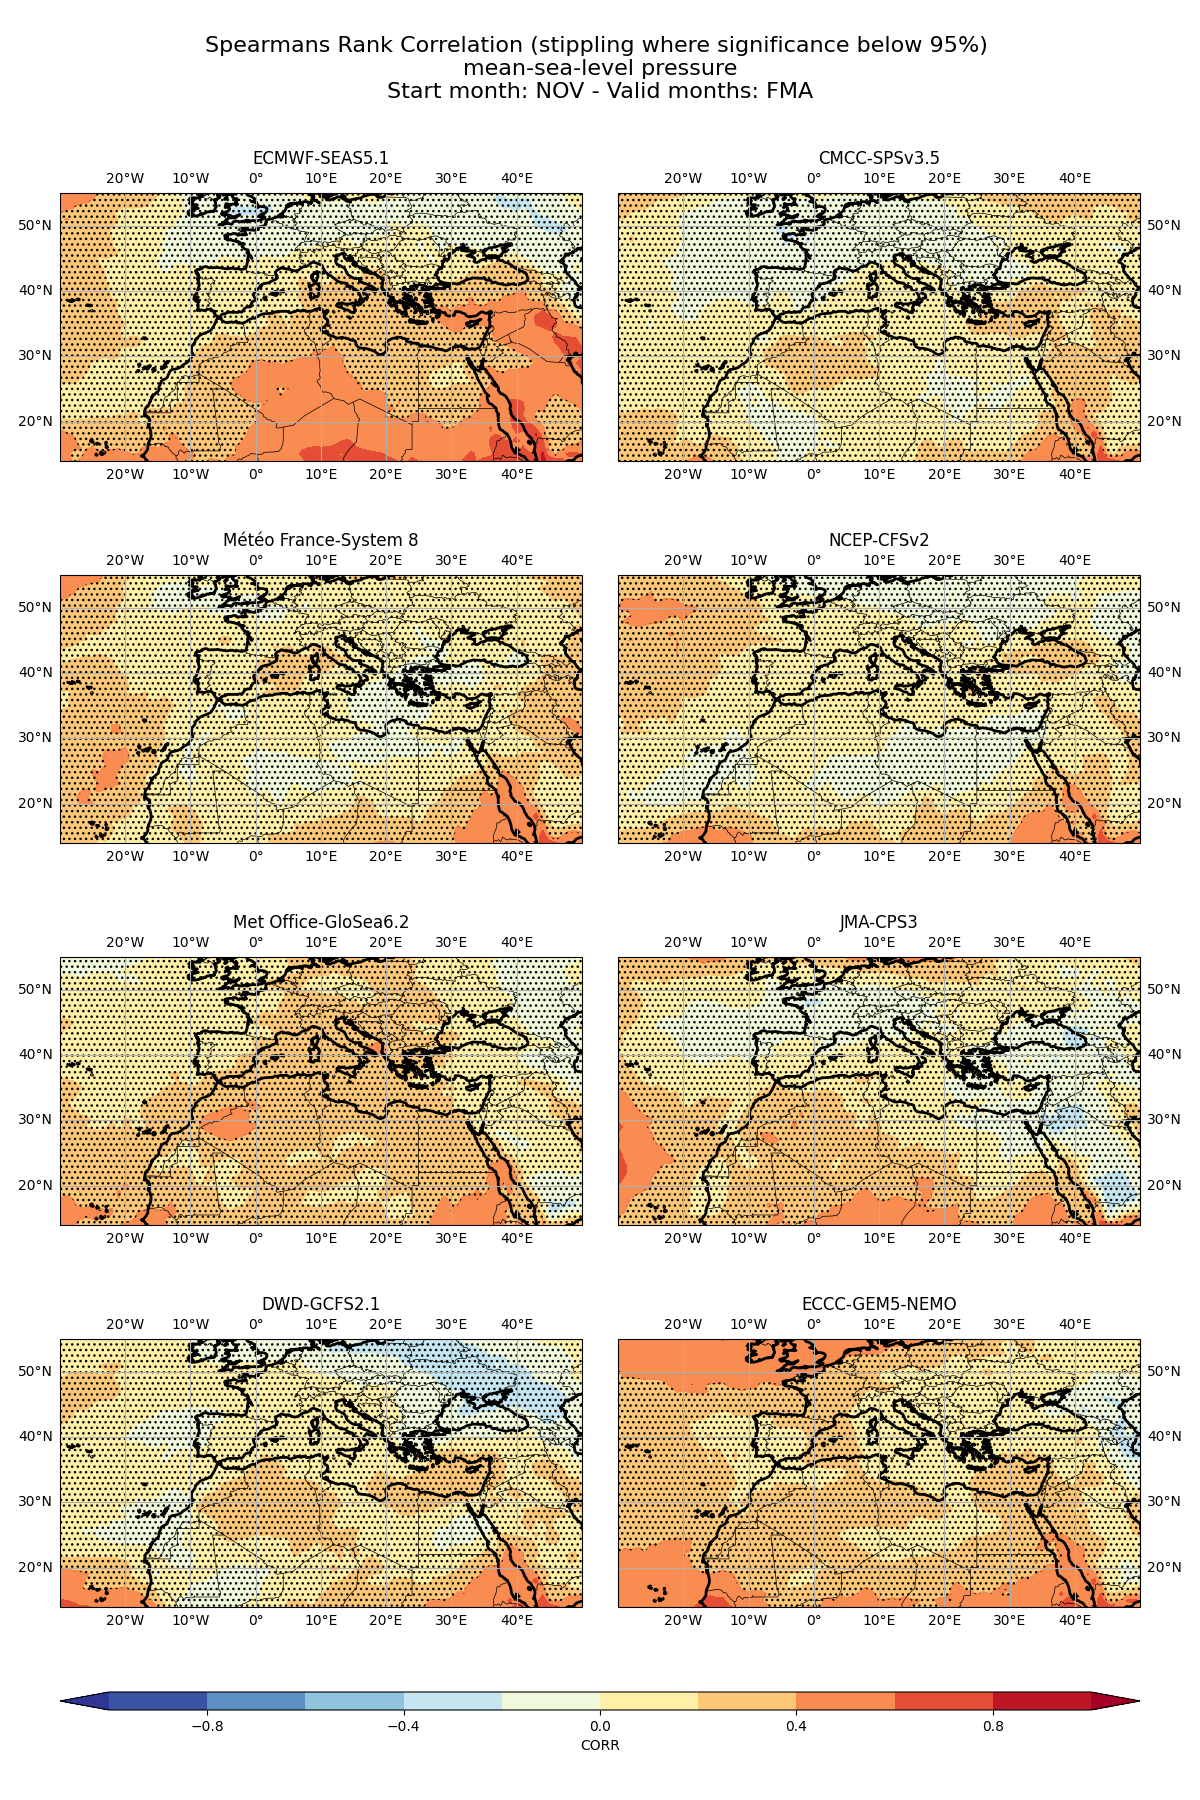 Spearmans Rank Correlation (stippling where significance below 95%)
mean-sea-level pressure
Start month: NOV - Valid months: FMA
ECMWF-SEAS5.1
20°W 10°W 0° 10°E 20°E 30°E 40°E
50°N
40°N
30°N
20°N
20°W 10°W 0° 10°E 20°E 30°E 40°E
CMCC-SPSv3.5
20°W 10°W 0° 10°E 20°E 30°E 40°E
50°N
40°N
30°N
20°N
20°W 10°W 0° 10°E 20°E 30°E 40°E
Météo France-System 8
20°W 10°W 0° 10°E 20°E 30°E 40°E
50°N
40°N
30°N
20°N
20°W 10°W 0° 10°E 20°E 30°E 40°E
NCEP-CFSv2
20°W 10°W 0° 10°E 20°E 30°E 40°E
50°N
40°N
30°N
20°N
20°W 10°W 0° 10°E 20°E 30°E 40°E
Met Office-GloSea6.2
20°W 10°W 0° 10°E 20°E 30°E 40°E
50°N
40°N
30°N
20°N
20°W 10°W 0° 10°E 20°E 30°E 40°E
JMA-CPS3
20°W 10°W 0° 10°E 20°E 30°E 40°E
50°N
40°N
30°N
20°N
20°W 10°W 0° 10°E 20°E 30°E 40°E
DWD-GCFS2.1
20°W 10°W 0° 10°E 20°E 30°E 40°E
50°N
40°N
30°N
20°N
20°W 10°W 0° 10°E 20°E 30°E 40°E
ECCC-GEM5-NEMO
20°W 10°W 0° 10°E 20°E 30°E 40°E
50°N
40°N
30°N
20°N
20°W 10°W 0° 10°E 20°E 30°E 40°E
−0.8 −0.4 0.0 0.4 0.8
CORR